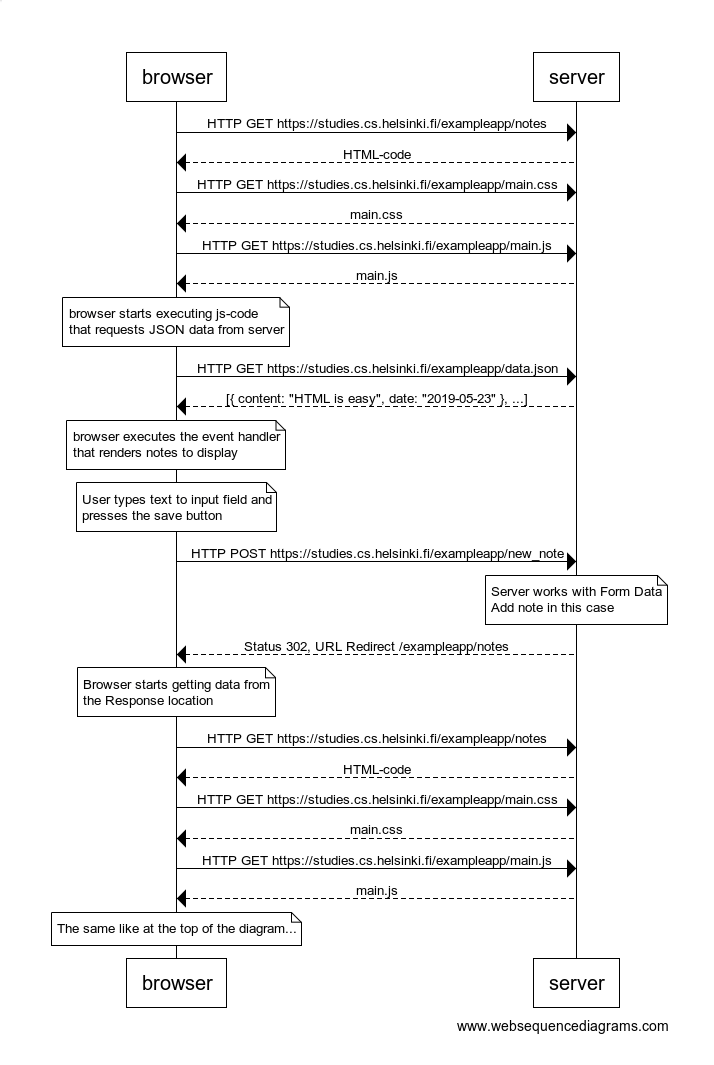 browser
server
HTTP GET https://studies.cs.helsinki.fi/exampleapp/notes
HTML-code
HTTP GET https://studies.cs.helsinki.fi/exampleapp/main.css
main.css
HTTP GET https://studies.cs.helsinki.fi/exampleapp/main.js
main.js
browser starts executing js-code
that requests JSON data from server
HTTP GET https://studies.cs.helsinki.fi/exampleapp/data.json
[{ content: "HTML is easy", date: "2019-05-23" }, ...]
browser executes the event handler
that renders notes to display
User types text to input field and
presses the save button
HTTP POST https://studies.cs.helsinki.fi/exampleapp/new_note
Server works with Form Data
Add note in this case
Status 302, URL Redirect /exampleapp/notes
Browser starts getting data from
the Response location
HTTP GET https://studies.cs.helsinki.fi/exampleapp/notes
HTML-code
HTTP GET https://studies.cs.helsinki.fi/exampleapp/main.css
main.css
HTTP GET https://studies.cs.helsinki.fi/exampleapp/main.js
main.js
The same like at the top of the diagram...
browser
server
www.websequencediagrams.com